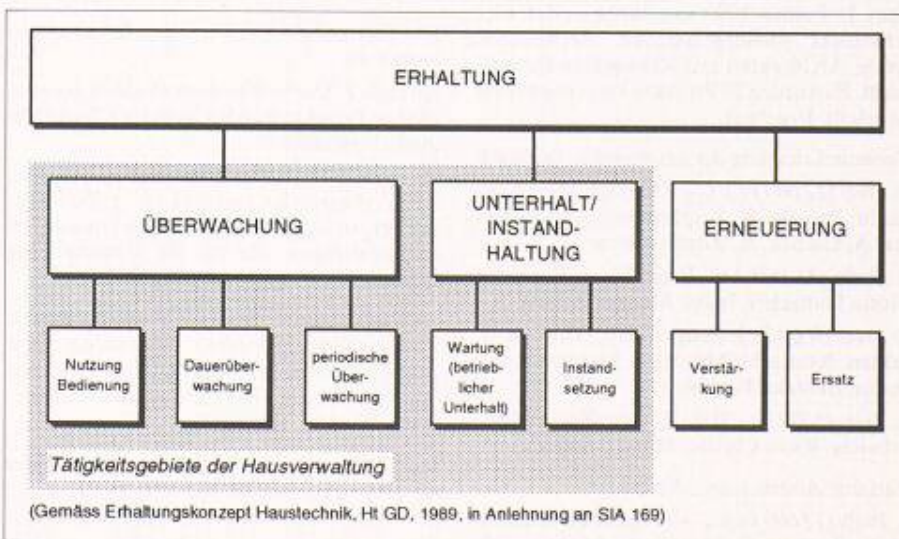 ERHALTUNG
ÜBERWACHUNG
UNTERHALT/
INSTAND-
HALTUNG
ERNEUERUNG
Nutzung
Bedienung
Dauerüber-
wachung
periodische
Über-
wachung
Wartung
(betrieb-
licher
Unterhalt)
Instand-
setzung
Verstär-
kung
Ersatz
Tätigkeitsgebiete der Hausverwaltung
(Gemäss Erhaltungskonzept Haustechnik, Ht GD, 1989, in Anlehnung an SIA 169)